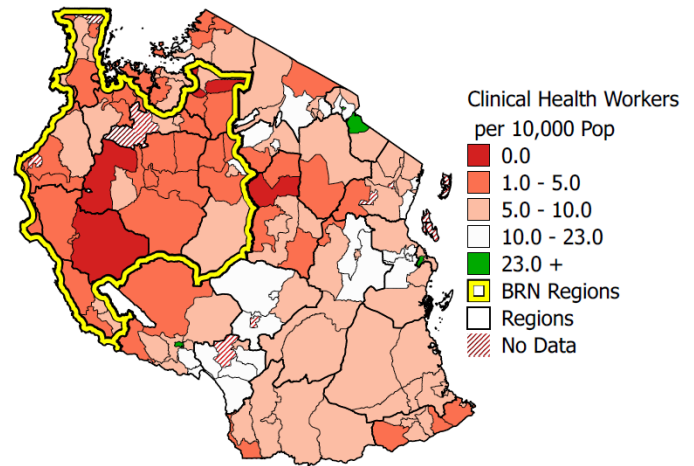 Clinical Health Workers
per 10,000 Pop
0.0
1.0 - 5.0
5.0 - 10.0
10.0 - 23.0
23.0 +
BRN Regions
Regions
No Data